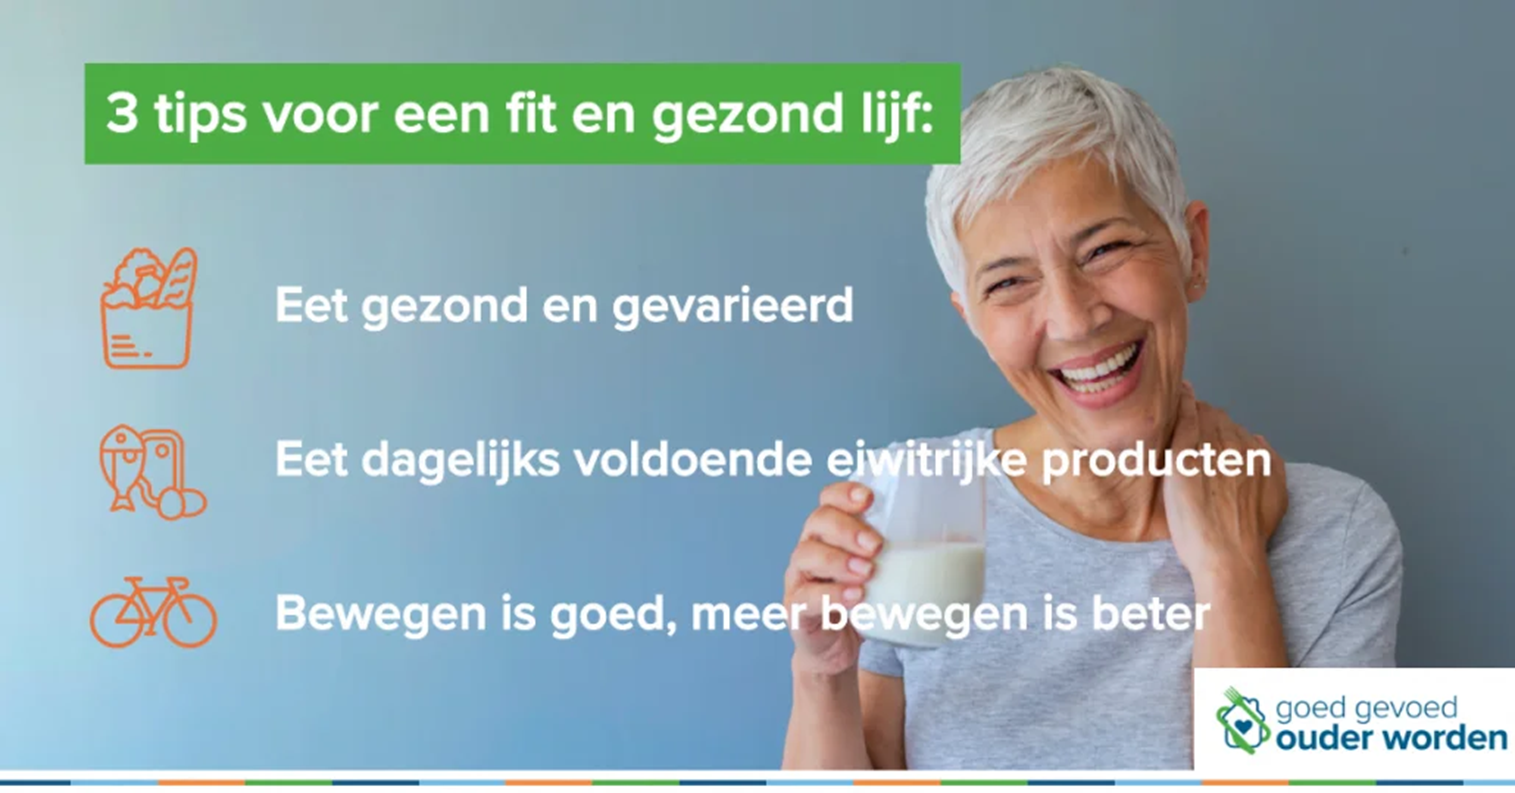 3 tips voor een fit en gezond lijf:
Eet gezond en gevarieerd
Eet dagelijks voldoende eiwitrijke producten
Bewegen is goed, meer bewegen is beter
goed gevoed
ouder worden